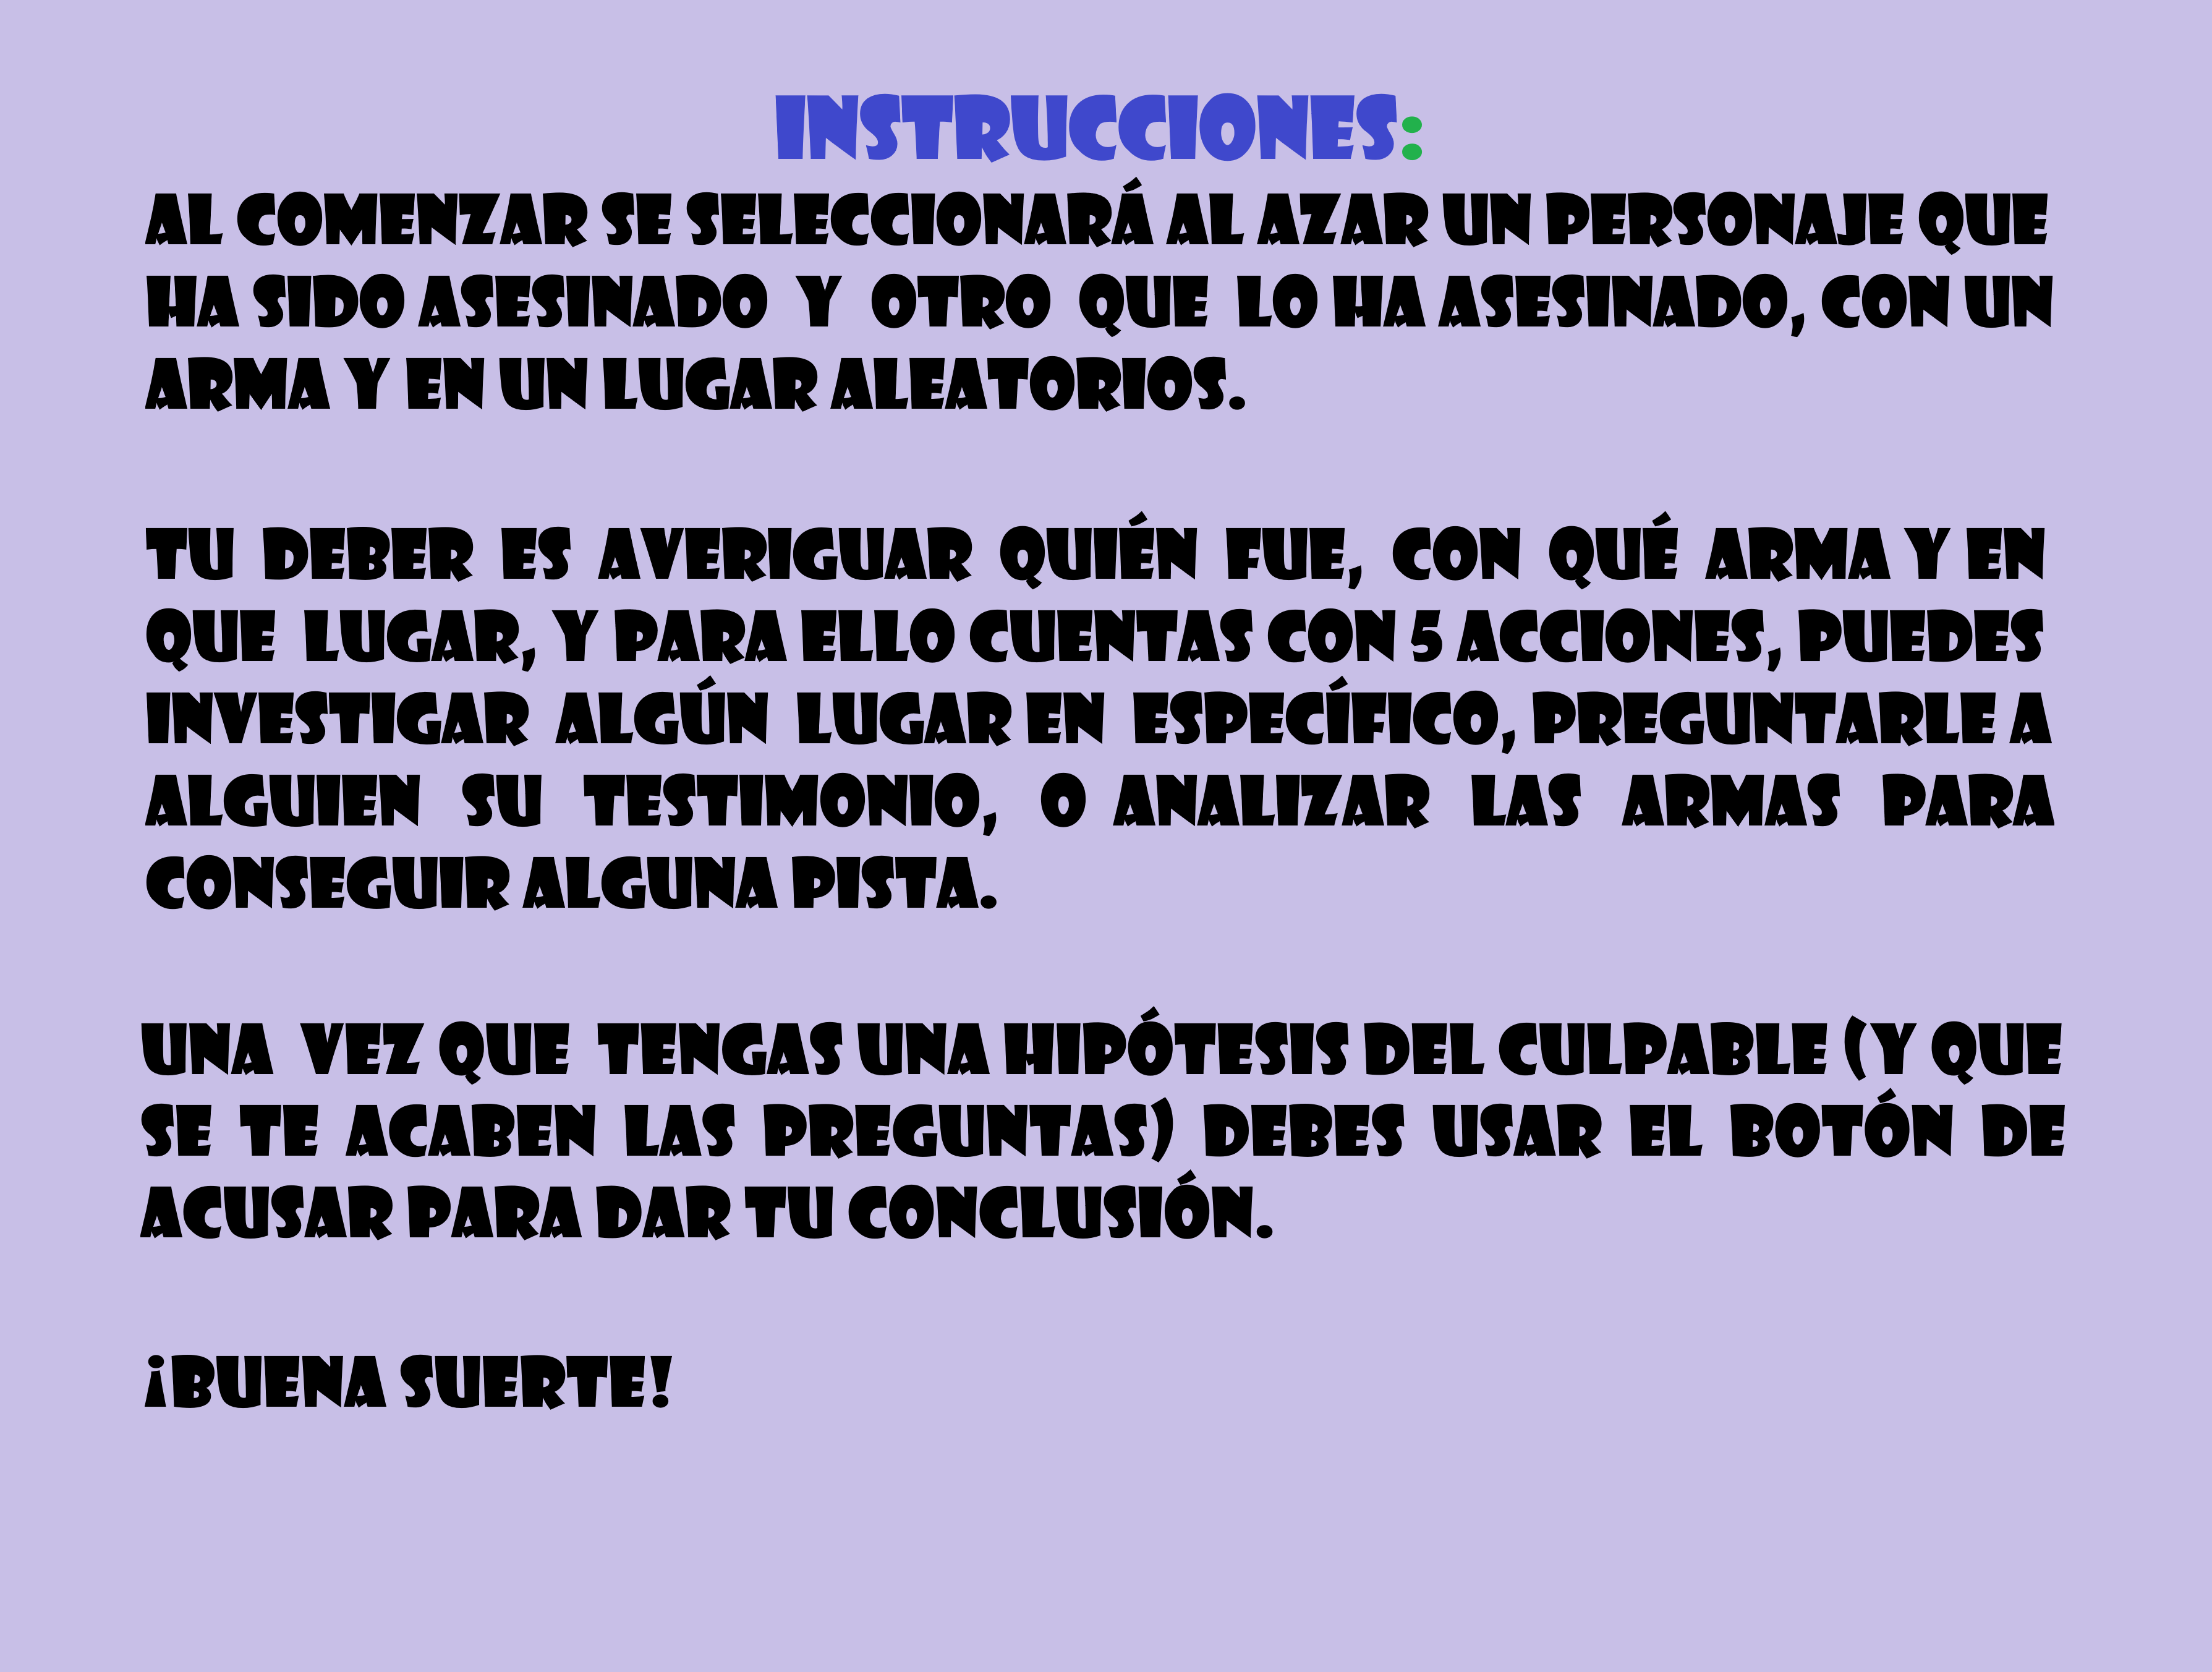 INSTRUCCIONES:
AL COMENZAR SE SELECCIONARÁ AL AZAR UN PERSONAJE QUE
HA SIDO ASESINADO Y OTRO QUE LO HA ASESINADO, CON UN
ARMA Y EN UN LUGAR ALEATORIOS.
TU DEBER ES AVERIGUAR QUIÉN FUE, CON QUÉ ARMA Y EN
QUE LUGAR, Y PARA ELLO CUENTAS CON 5 ACCIONES, PUEDES
INVESTIGAR ALGÚN LUGAR EN ESPECÍFICO, PREGUNTARLE A
ALGUIEN SU TESTIMONIO, O ANALIZAR LAS ARMAS PARA
CONSEGUIR ALGUNA PISTA.
UNA VEZ QUE TENGAS UNA HIPÓTESIS DEL CULPABLE (Y QUE
SE TE ACABEN LAS PREGUNTAS) DEBES USAR EL BOTÓN DE
ACUSAR PARA DAR TU CONCLUSIÓN.
¡BUENA SUERTE!